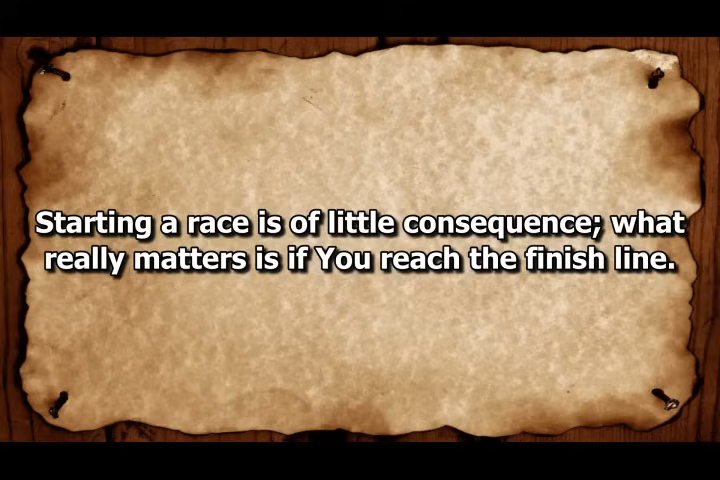 Starting a race is of little consequence; what
really matters is if You reach the finish line.